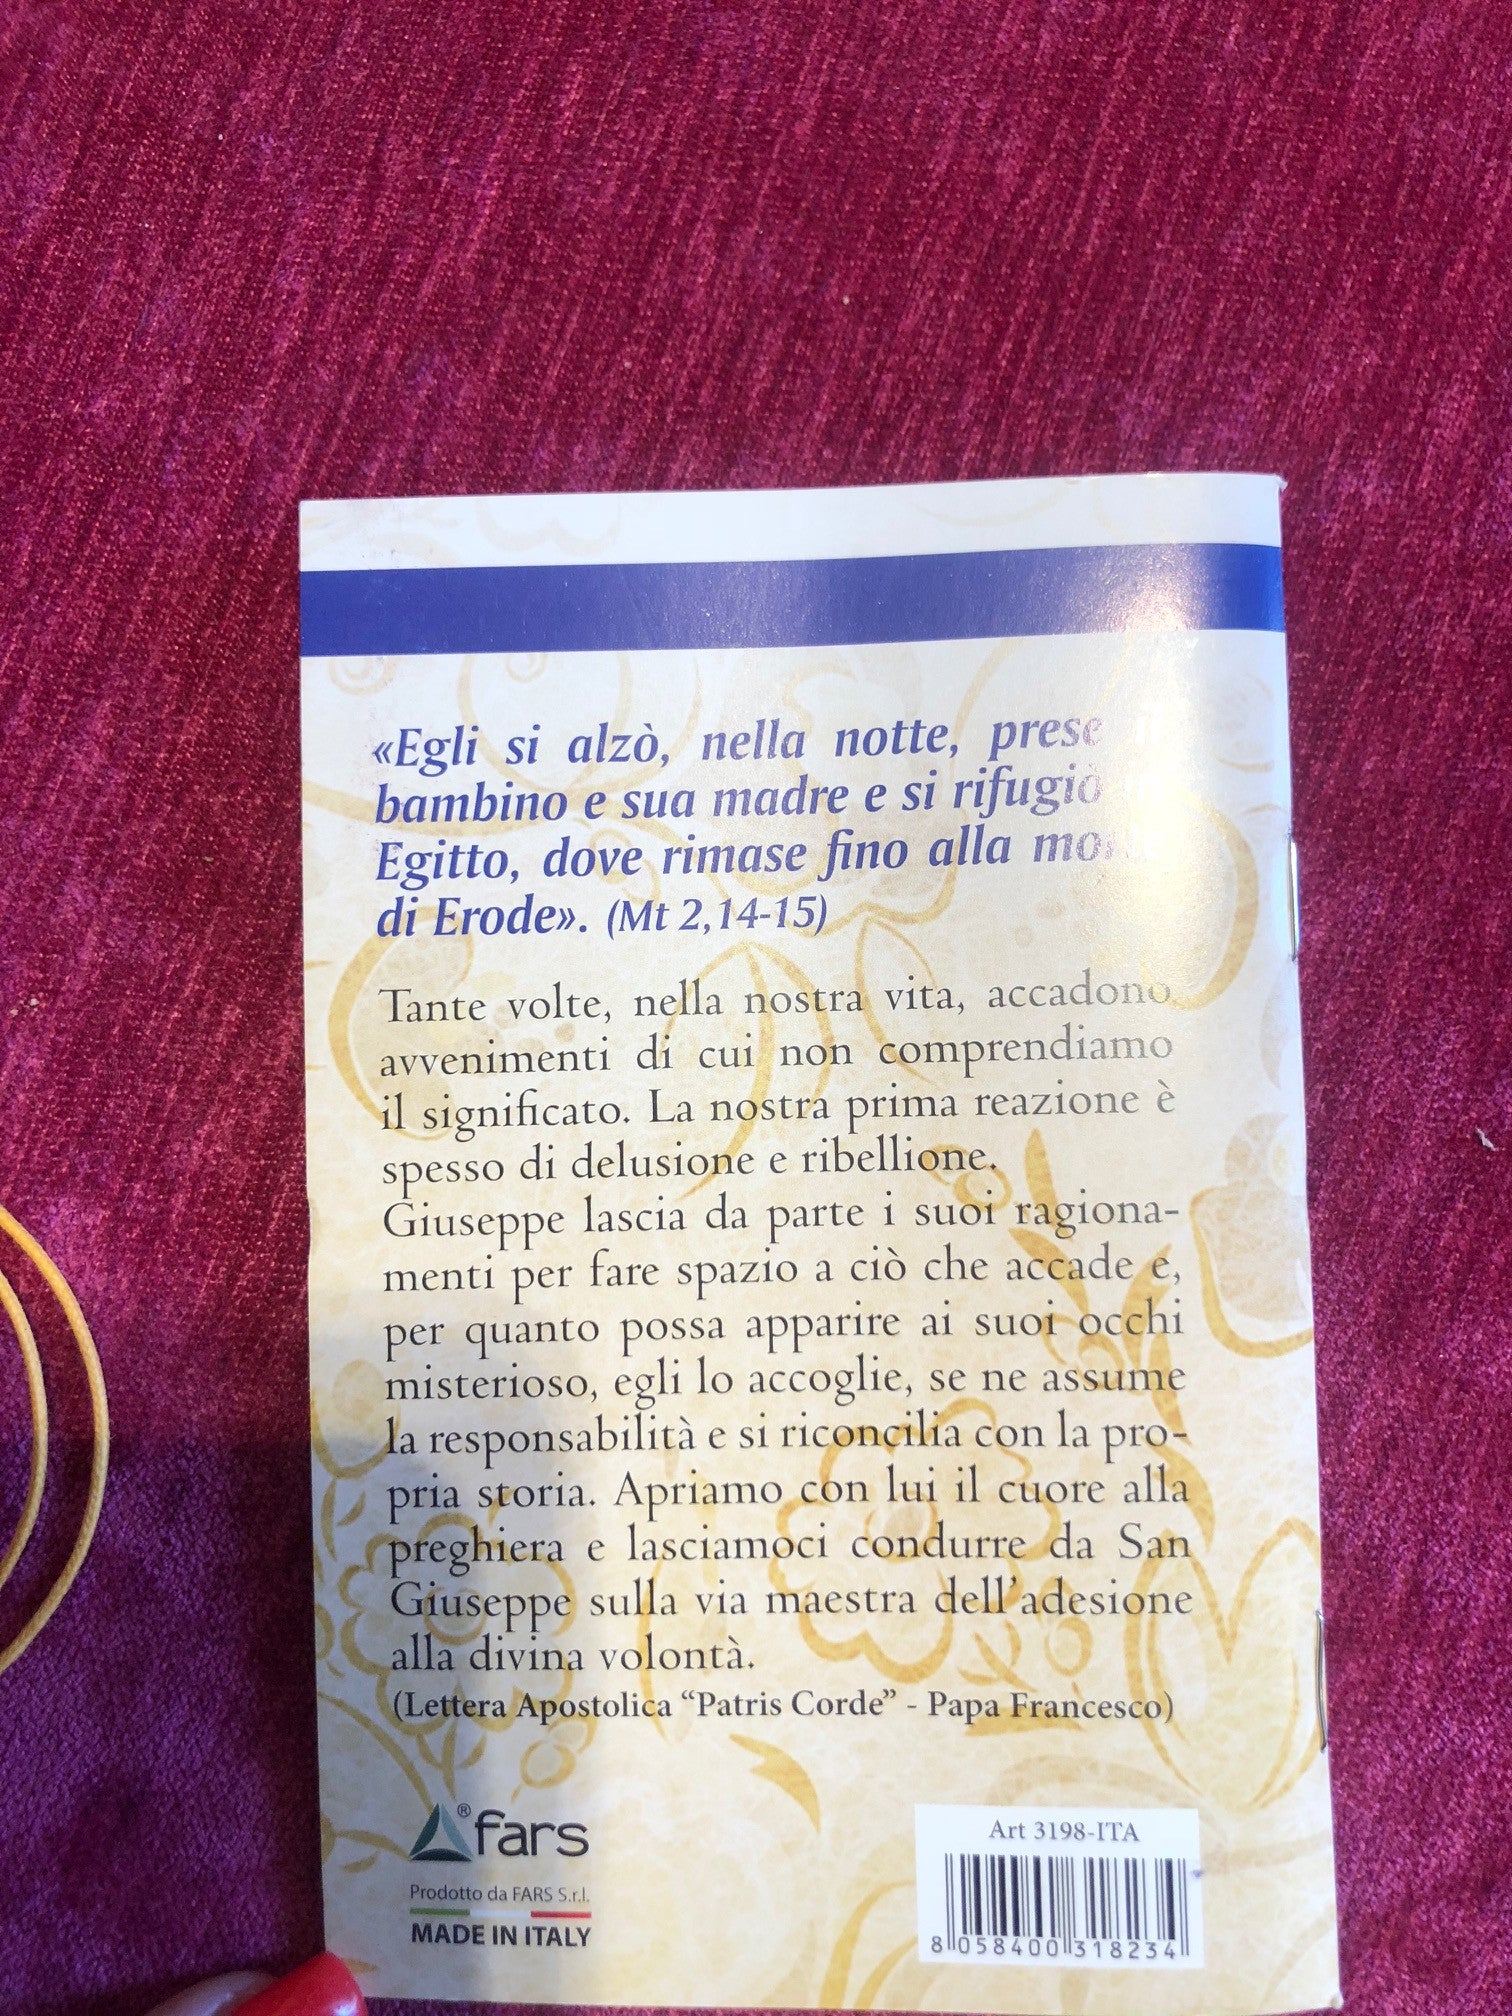 «Egli si alzò, nella notte, prese
bambino e sua madre e si rifugiò
Egitto, dove rimase fino alla
di Erode». (Mt 2,14-15)
Tante volte, nella nostra vita, accadono
avvenimenti di cui non comprendiamo
il significato. La nostra prima reazione è
spesso di delusione e ribellione.
Giuseppe lascia da parte i suoi ragiona-
menti per fare spazio a ciò che accade e,
per quanto possa apparire ai suoi occhi
misterioso, egli lo accoglie, se ne assume
la responsabilità e si riconcilia con la pro-
pria storia. Apriamo con lui il cuore alla
preghiera e lasciamoci condurre da San
Giuseppe sulla via maestra dell'adesione
alla divina volontà.
(Lettera Apostolica “Patris Corde” - Papa Francesco)
®fars
Prodotto da FARS S.r.l.
MADE IN ITALY
Art 3198-ITA
8 058400 318234